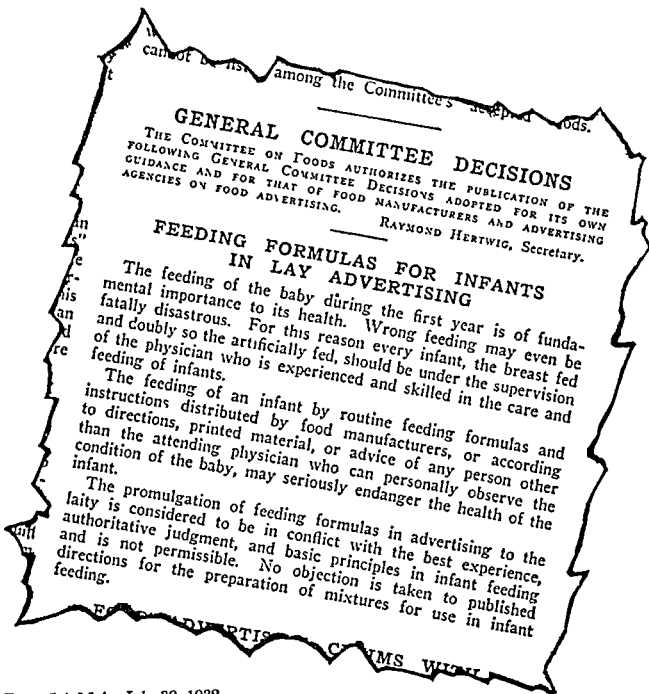 cannot be among the Committee's
GENERAL COMMITTEE DECISIONS
THE COMMITTEE ON FOODS AUTHORIZES THE PUBLICATION OF THE
FOLLOWING GENERAL COMMITTEE DECISIONS ADOPTED FOR ITS OWN
GUIDANCE AND FOR THAT OF FOOD MANUFACTURERS AND ADVERTISING
AGENCIES ON FOOD ADVERTISING.
RAYMOND HERTWIG, Secretary.
FEEDING FORMULAS FOR INFANTS
IN LAY ADVERTISING
The feeding of the baby during the first year is of funda-
mental importance to its health. Wrong feeding may even be
fatally disastrous. For this reason every infant, the breast fed
and doubly so the artificially fed, should be under the supervision
of the physician who is experienced and skilled in the care and
feeding of infants.
The feeding of an infant by routine feeding formulas and
instructions distributed by food manufacturers, or according
to directions, printed material, or advice of any person other
than the attending physician who can personally observe the
condition of the baby, may seriously endanger the health of the
infant.
The promulgation of feeding formulas in advertising to the
laity is considered to be in conflict with the best experience,
authoritative judgment, and basic principles in infant feeding
and is not permissible. No objection is taken to published
directions for the preparation of mixtures for use in infant
feeding.